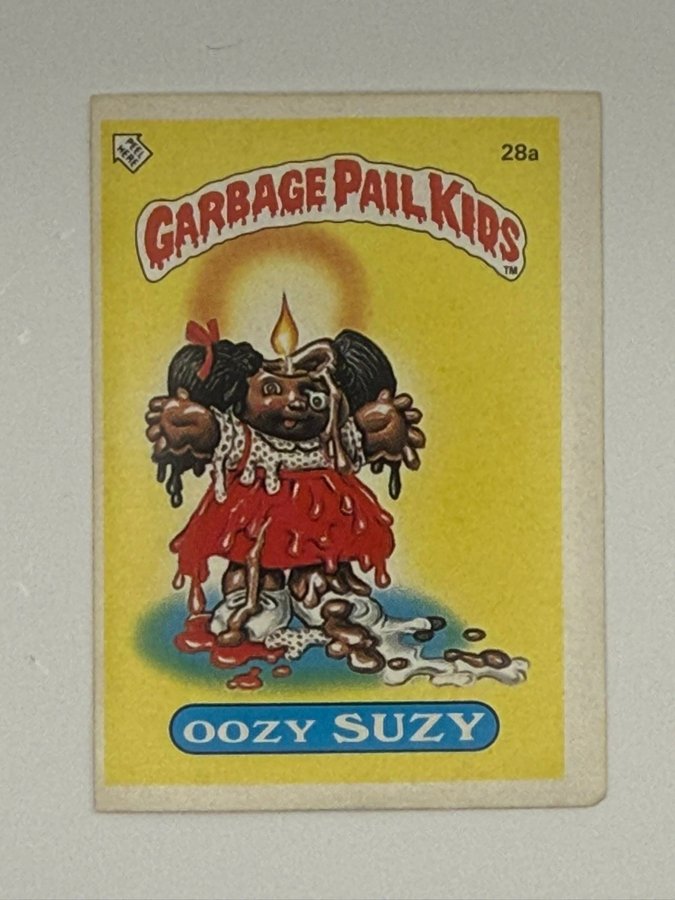 PEEL
HERE
28a
GARBAGE PAIL KIDS
TM
OOZY SUZY